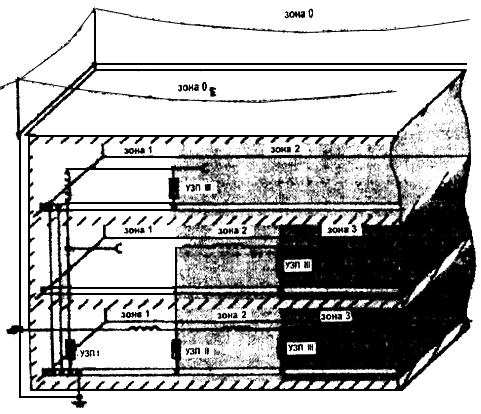 зона 0
зона 0 в
зона 1
зона 2
УЗП III
зона 1
зона 2
зона 3
УЗП III
зона 1
зона 2
зона 3
УЗП I
УЗП II
УЗП III